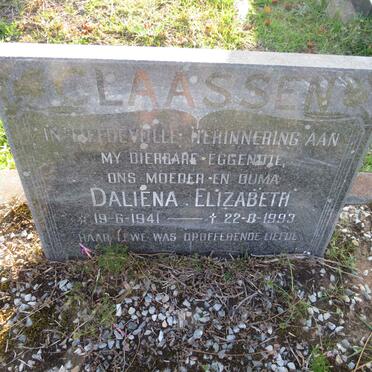 CLAASSEN
IN LIEFDEVOLLE HERINNERING AAN
MY DIERBARE EGGENOTE,
ONS MOEDER EN OUMA
DALIENA ELIZABETH
* 19-6-1941 — † 22-8-1993
HAAR LEWE WAS OPOFFERENDE LIEFDE